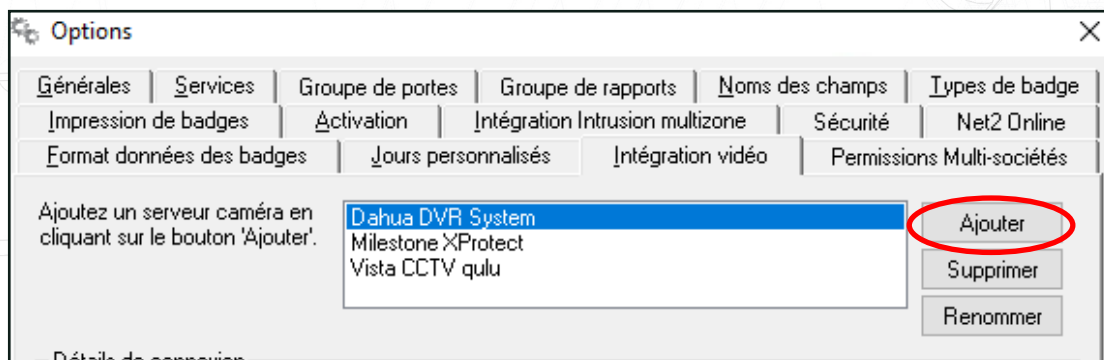 Options
Générales Services Groupe de portes Groupe de rapports Noms des champs Types de badge
Impression de badges Activation Intégration Intrusion multizone Sécurité Net2 Online
Format données des badges Jours personnalisés Intégration vidéo Permissions Multi-sociétés
Ajoutez un serveur caméra en
cliquant sur le bouton 'Ajouter'.
Dahua DVR System
Milestone XProtect
Vista CCTV qulu
Ajouter
Supprimer
Renommer
Détails de connexion